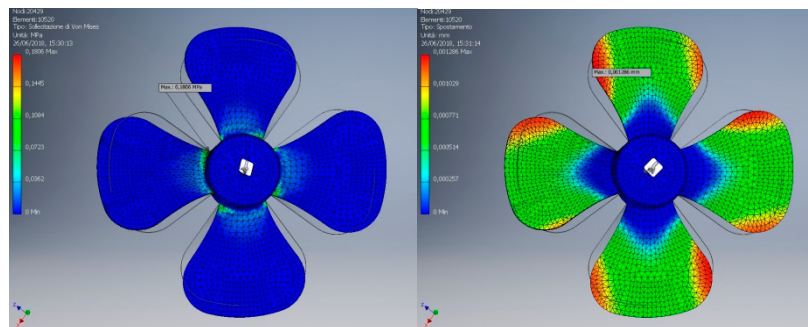 Nodi:20429
Elementi:10520
Tipo: Sollecitazione di Von Mises
Unità: MPa
26/06/2018, 15:30:13
0,1806 Max
0,1445
0,1084
0,0723
0,0362
0 Min
Max.: 0,1806 MPa
Z
X
Nodi:20429
Elementi:10520
Tipo: Spostamento
Unità: mm
26/06/2018, 15:31:14
0,001286 Max
0,001029
0,000771
0,000514
0,000257
0 Min
Max.: 0,001286 mm
Z
X